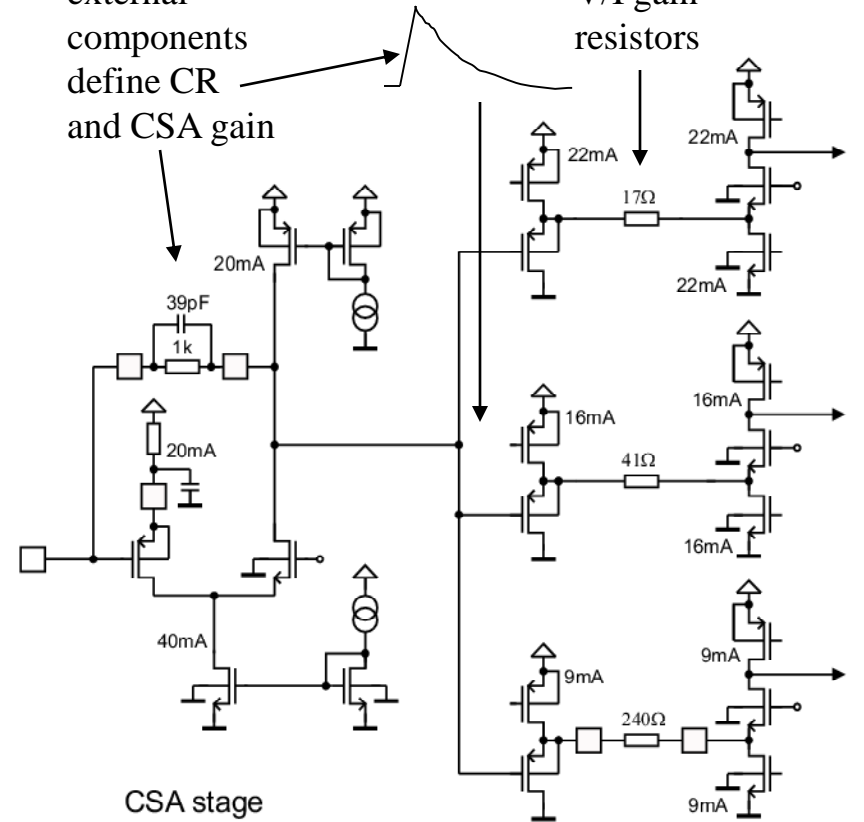 external
components
define CR
and CSA gain
V/I gain
resistors
22mA
22mA
17Ω
22mA
20mA
39pF
1k
20mA
16mA
16mA
41Ω
16mA
40mA
9mA
9mA
240Ω
9mA
CSA stage